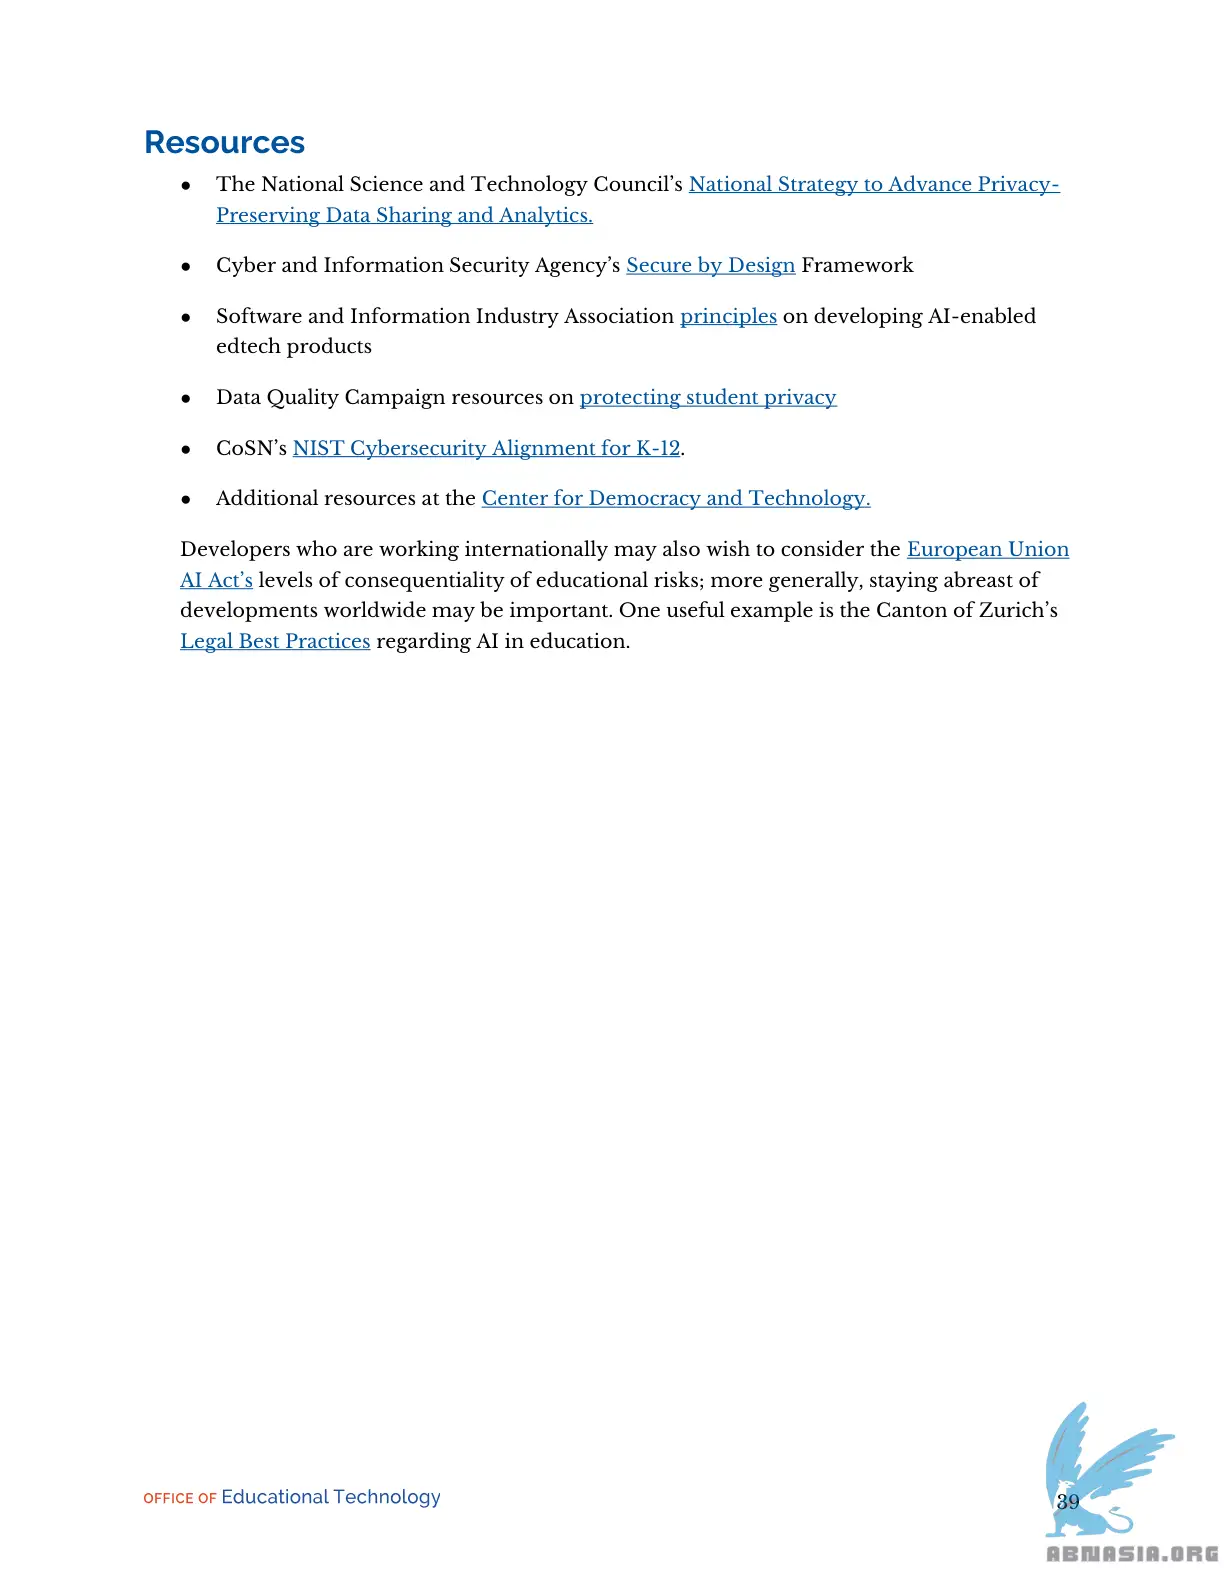 Resources
● The National Science and Technology Council’s National Strategy to Advance Privacy-
Preserving Data Sharing and Analytics.
● Cyber and Information Security Agency’s Secure by Design Framework
● Software and Information Industry Association principles on developing AI-enabled
edtech products
● Data Quality Campaign resources on protecting student privacy
● CoSN’s NIST Cybersecurity Alignment for K-12.
● Additional resources at the Center for Democracy and Technology.
Developers who are working internationally may also wish to consider the European Union
AI Act’s levels of consequentiality of educational risks; more generally, staying abreast of
developments worldwide may be important. One useful example is the Canton of Zurich’s
Legal Best Practices regarding AI in education.
OFFICE OF Educational Technology
39
ABNASIA.ORG